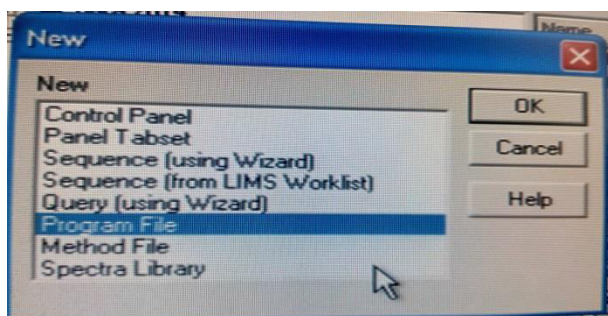 Name
New
New
Control Panel
Panel Tabset
Sequence (using Wizard)
Sequence (from LIMS Worklist)
Query (using Wizard)
Program File
Method File
Spectra Library
OK
Cancel
Help